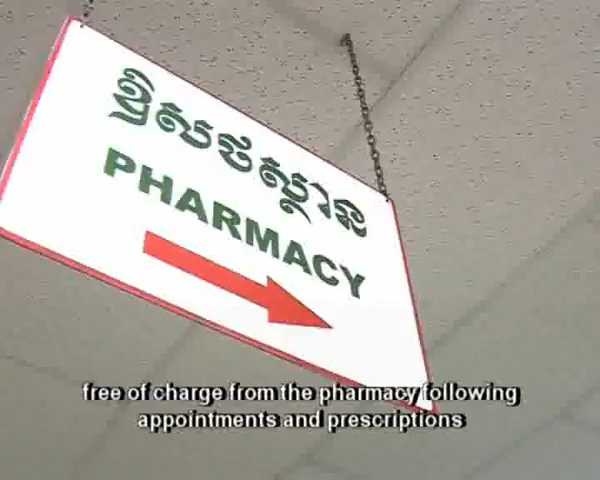 ឱសថស្ថាន
PHARMACY
free of charge from the pharmacy following
appointments and prescriptions